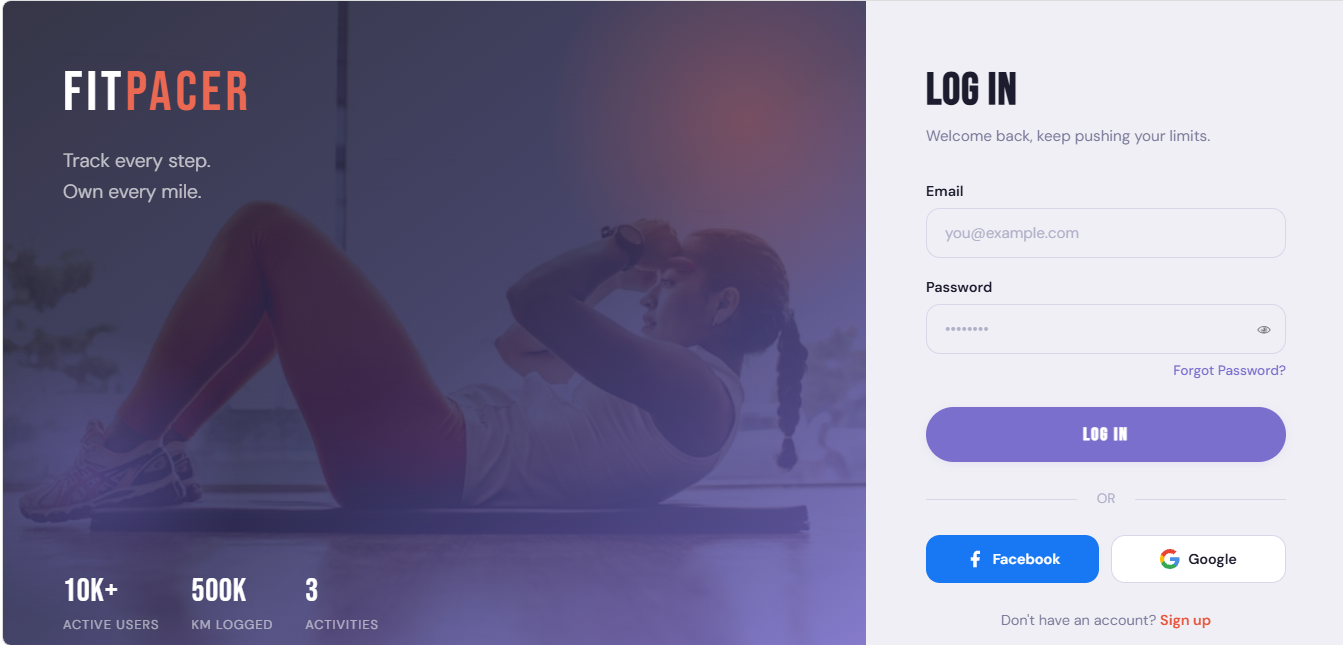 FITPACER
Track every step.
Own every mile.
10K+
ACTIVE USERS
500K
KM LOGGED
3
ACTIVITIES
LOG IN
Welcome back, keep pushing your limits.
Email
you@example.com
Password
••••••••
Forgot Password?
LOG IN
OR
Facebook
Google
Don't have an account? Sign up